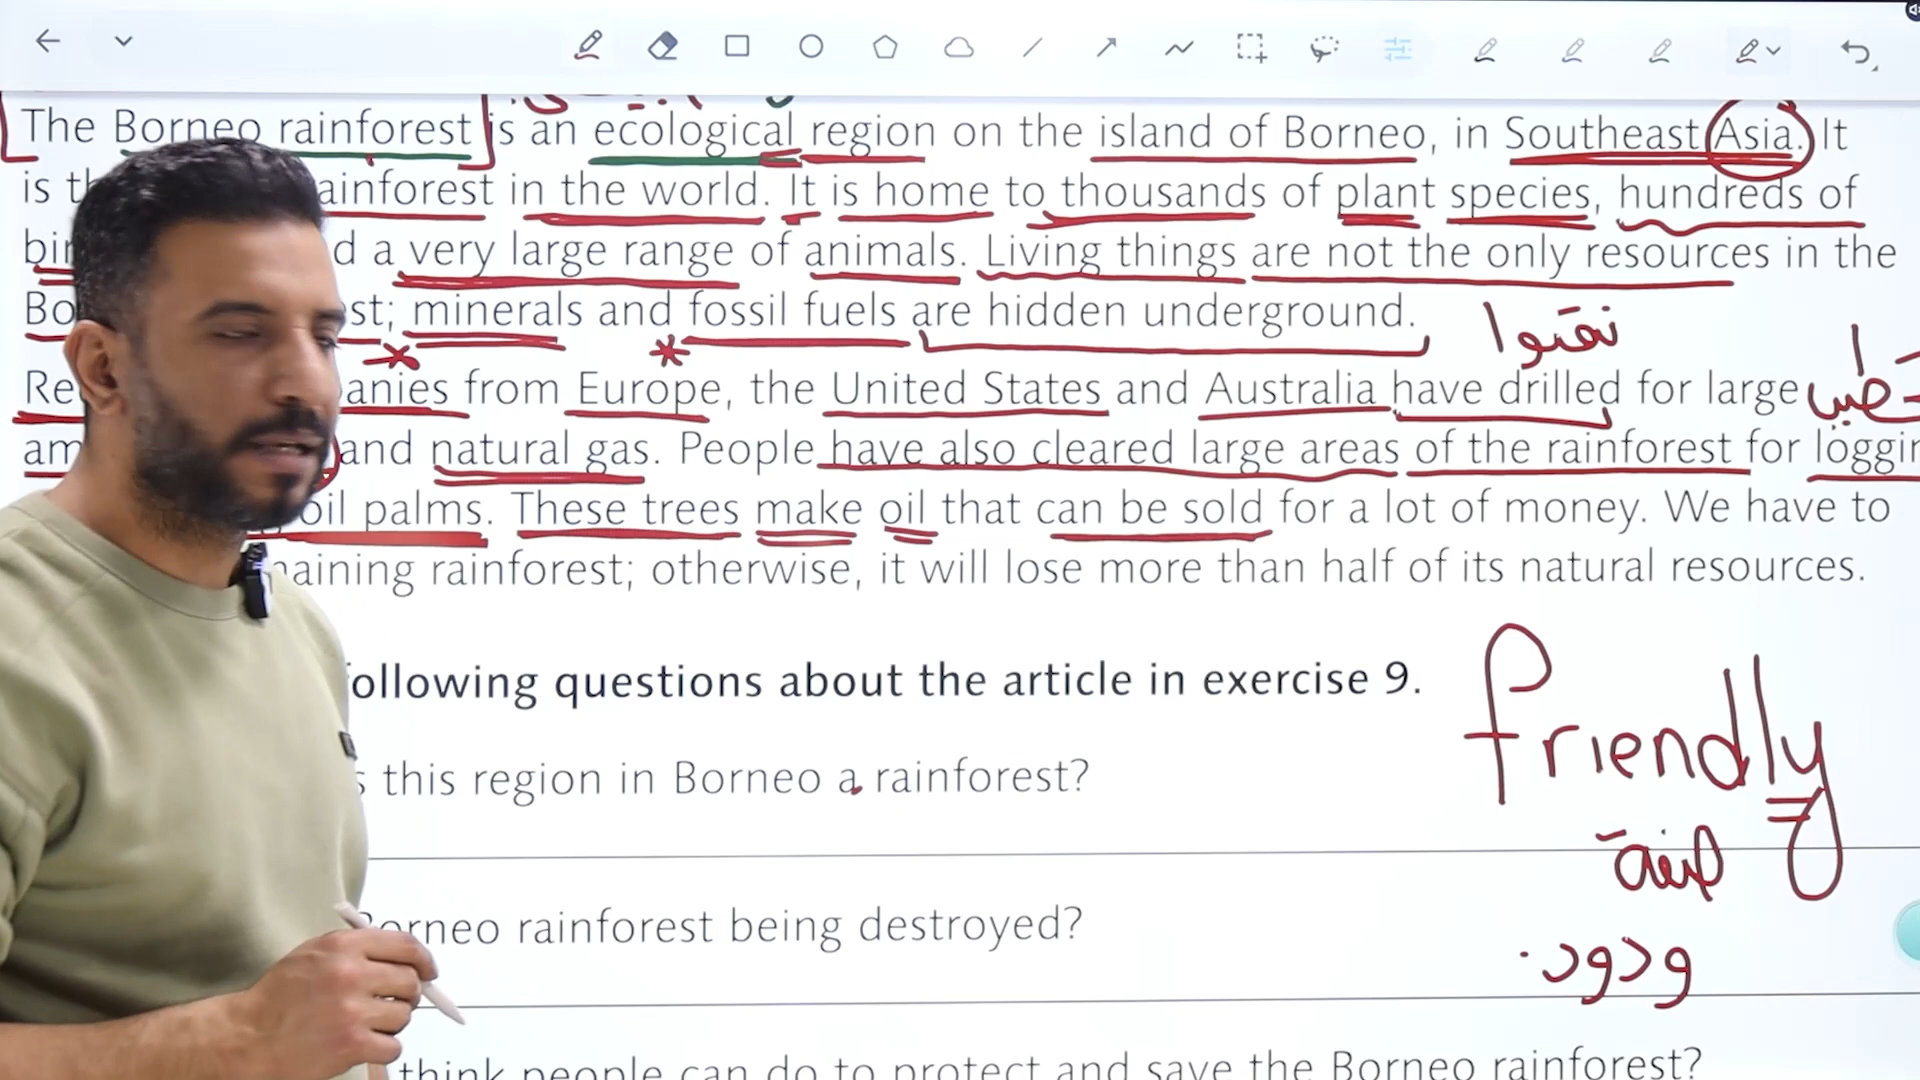 The Borneo rainforest is an ecological region on the island of Borneo, in Southeast Asia. It
is ainforest in the world. It is home to thousands of plant species, hundreds of
a very large range of animals. Living things are not the only resources in the
st; minerals and fossil fuels are hidden underground.
نقبوا
anies from Europe, the United States and Australia have drilled for large
and natural gas. People have also cleared large areas of the rainforest for
oil palms. These trees make oil that can be sold for a lot of money. We have to
naining rainforest; otherwise, it will lose more than half of its natural resources.
ollowing questions about the article in exercise 9.
friendly
this region in Borneo a rainforest?
صفة
Borneo rainforest being destroyed?
ودود.
think people can do to protect and save the Borneo rainforest?